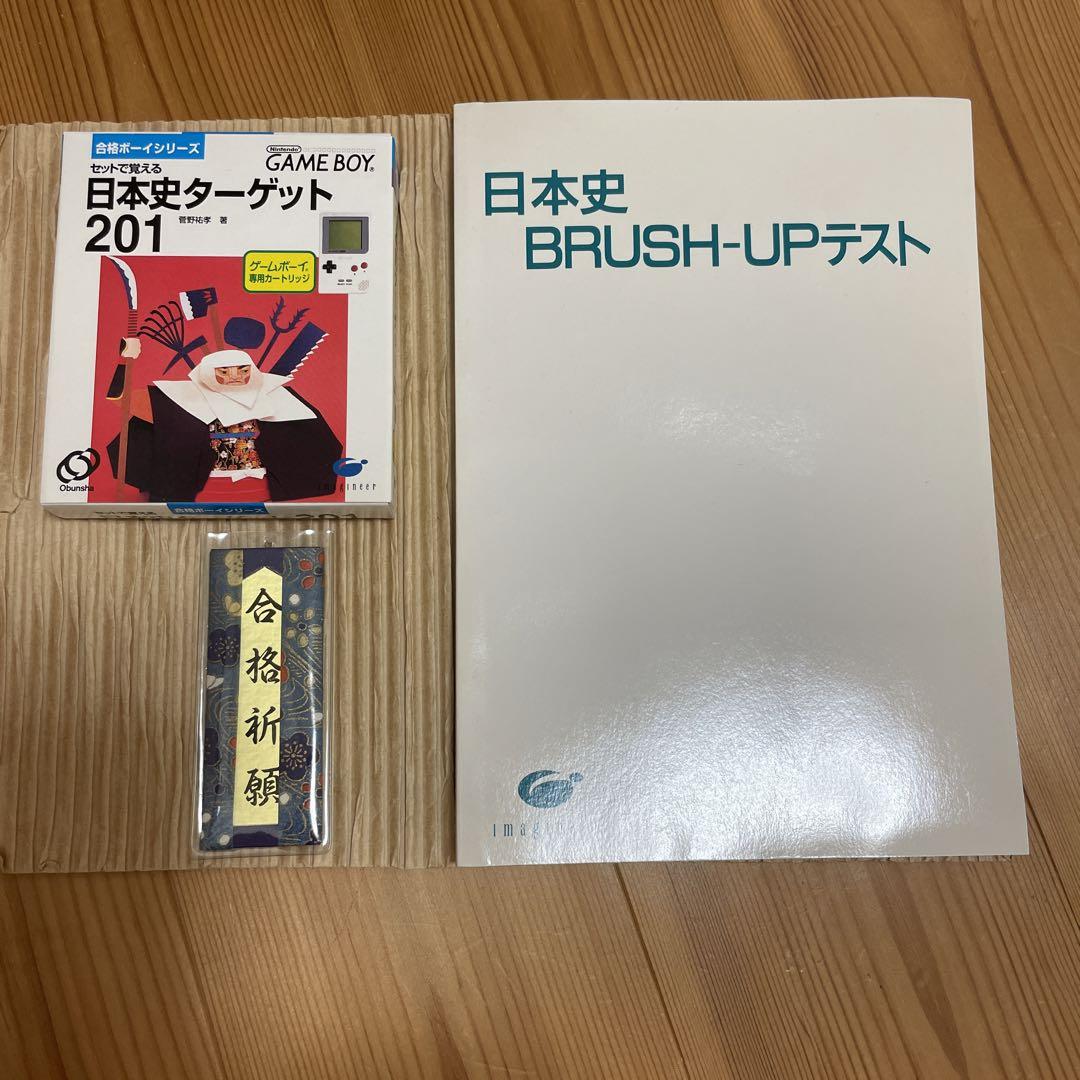 合格ボーイシリーズ
Nintendo
GAME BOY®
セットで覚える
日本史ターゲット
201
菅野祐孝 著
ゲームボーイ®
専用カートリッジ
Obunsha
imagineer
合格ボーイシリーズ
201
合格祈願
日本史
BRUSH-UPテスト
imagineer